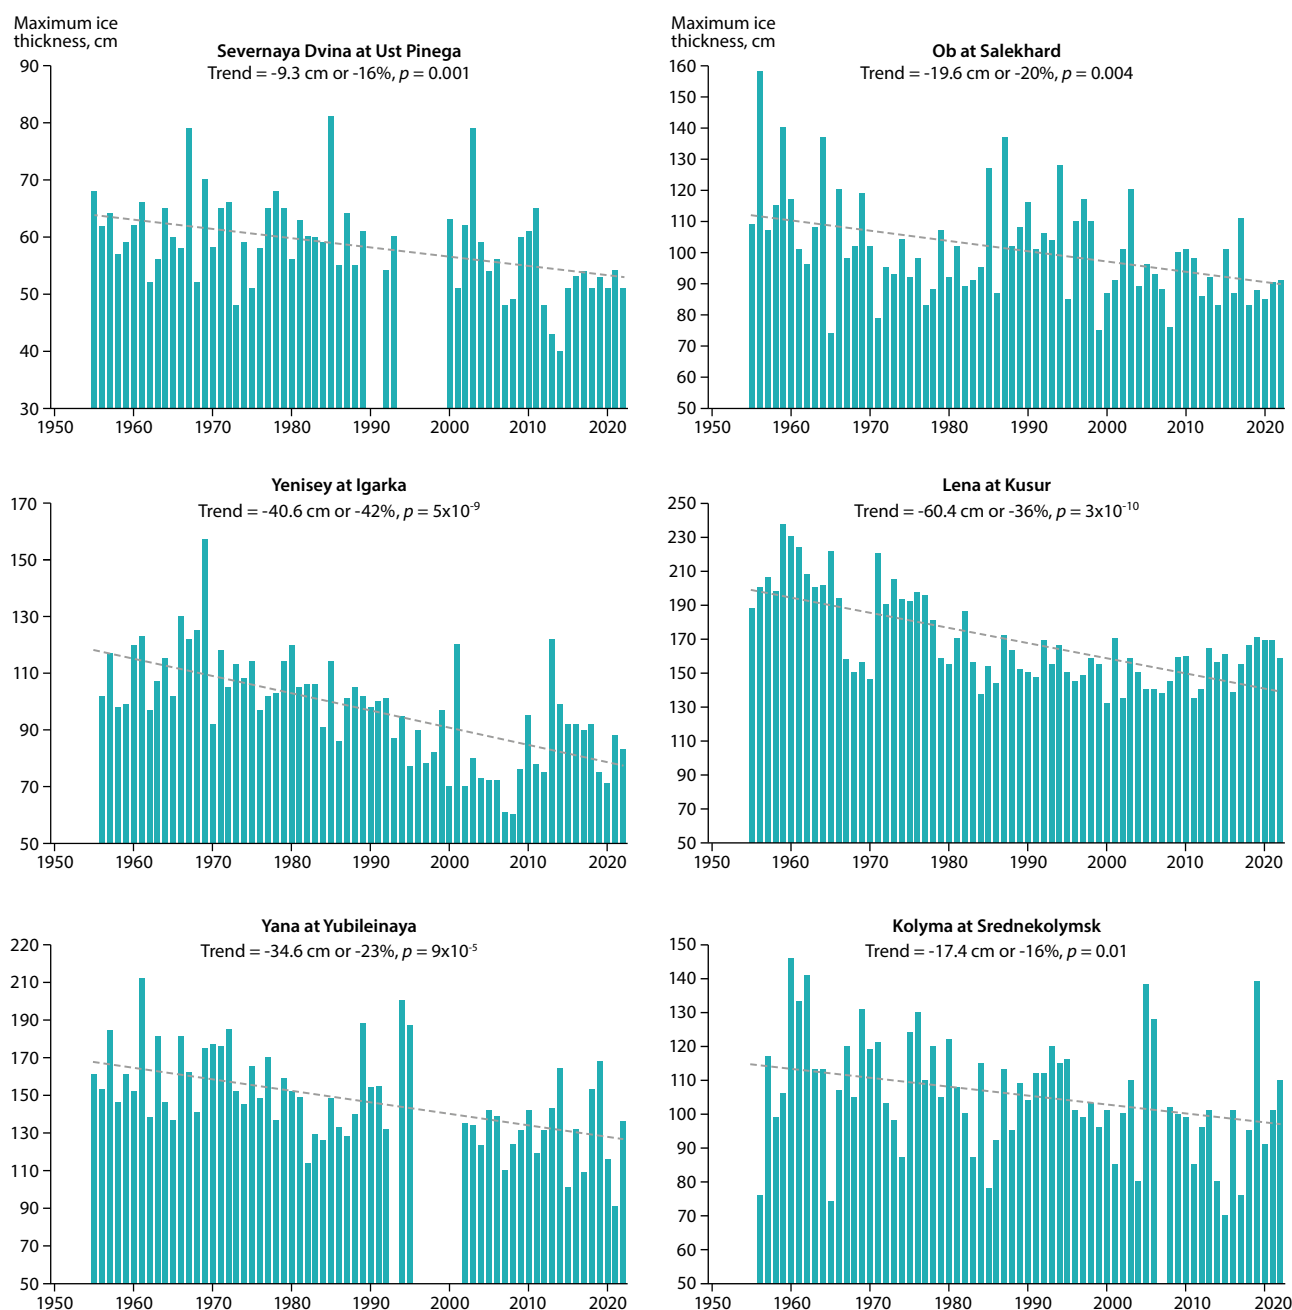 Maximum ice
thickness, cm
Severnaya Dvina at Ust Pinega
Trend = -9.3 cm or -16%, p = 0.001
90
80
70
60
50
40
30
1950 1960 1970 1980 1990 2000 2010 2020
Maximum ice
thickness, cm
Ob at Salekhard
Trend = -19.6 cm or -20%, p = 0.004
160
150
140
130
120
110
100
90
80
70
60
50
1950 1960 1970 1980 1990 2000 2010 2020
Yenisey at Igarka
Trend = -40.6 cm or -42%, p = 5x10⁻⁹
170
150
130
110
90
70
50
1950 1960 1970 1980 1990 2000 2010 2020
Lena at Kusur
Trend = -60.4 cm or -36%, p = 3x10⁻¹⁰
250
230
210
190
170
150
130
110
90
70
50
1950 1960 1970 1980 1990 2000 2010 2020
Yana at Yubileinaya
Trend = -34.6 cm or -23%, p = 9x10⁻⁵
220
210
190
170
150
130
110
90
70
50
1950 1960 1970 1980 1990 2000 2010 2020
Kolyma at Srednekolymsk
Trend = -17.4 cm or -16%, p = 0.01
150
140
130
120
110
100
90
80
70
60
50
1950 1960 1970 1980 1990 2000 2010 2020